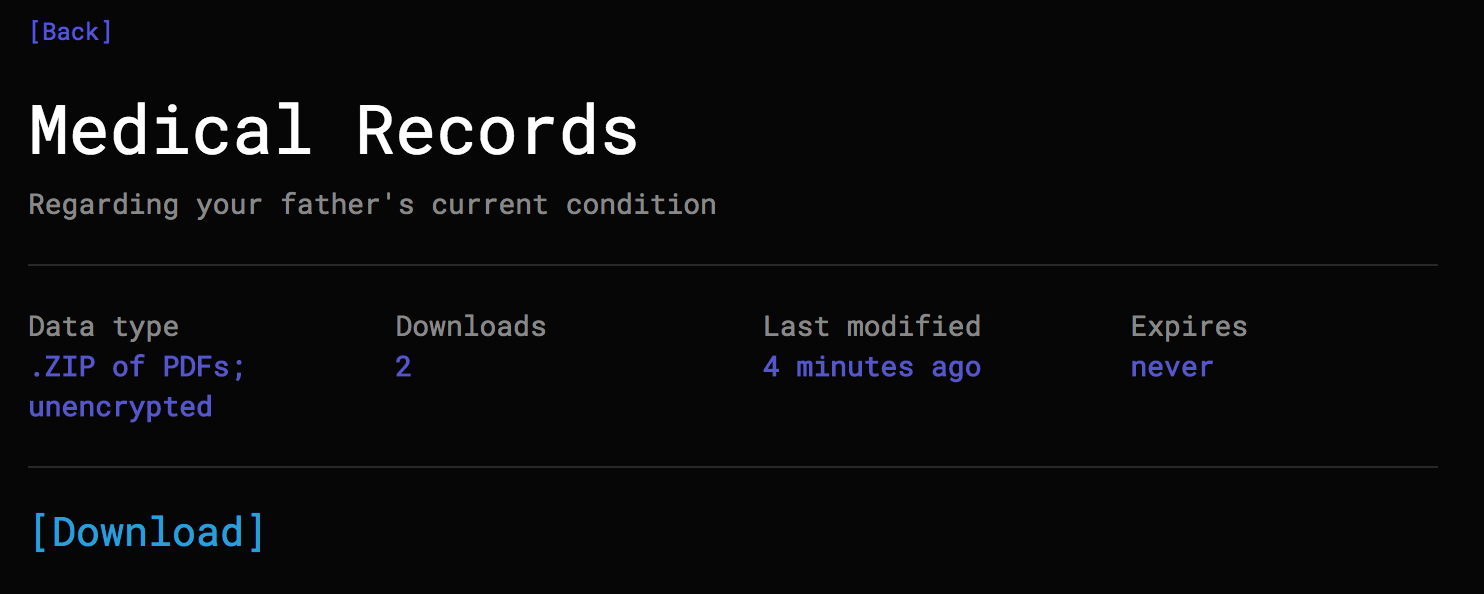 [Back]
Medical Records
Regarding your father's current condition
Data type
.ZIP of PDFs;
unencrypted
Downloads
2
Last modified
4 minutes ago
Expires
never
[Download]